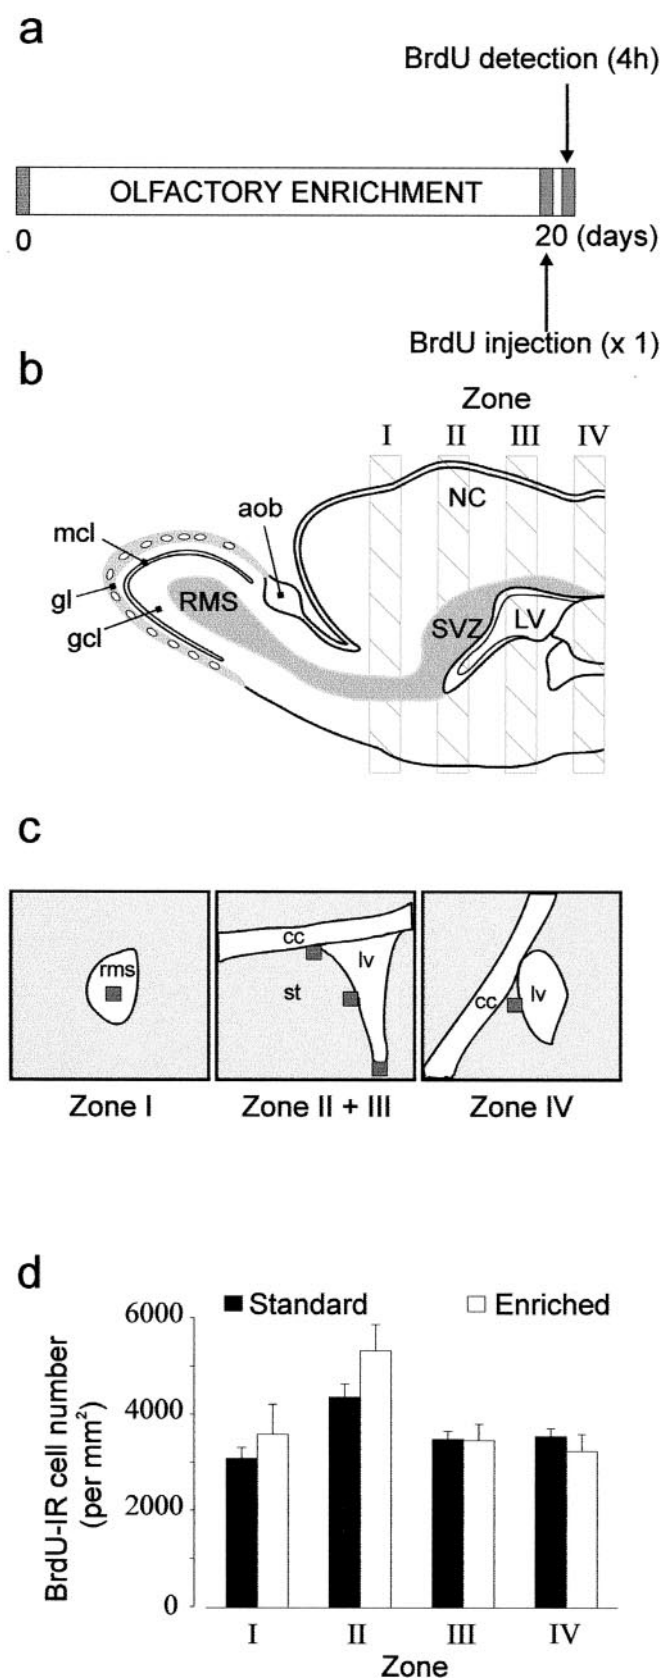 a
BrdU detection (4h)
OLFACTORY ENRICHMENT
0
20 (days)
BrdU injection (x 1)
b
Zone
I II III IV
NC
aob
mcl
gl
RMS
gcl
SVZ
LV
c
rms
cc
lv
st
cc
lv
Zone I
Zone II + III
Zone IV
d
Standard
Enriched
BrdU-IR cell number
(per mm²)
6000
4000
2000
0
I II III IV
Zone